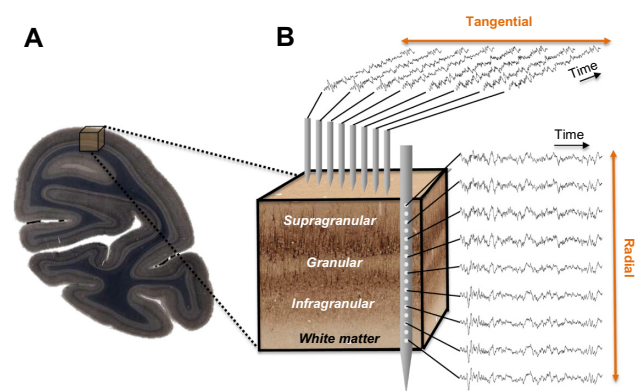 A
B
Tangential
Time
Time
Supragranular
Granular
Infragranular
White matter
Radial